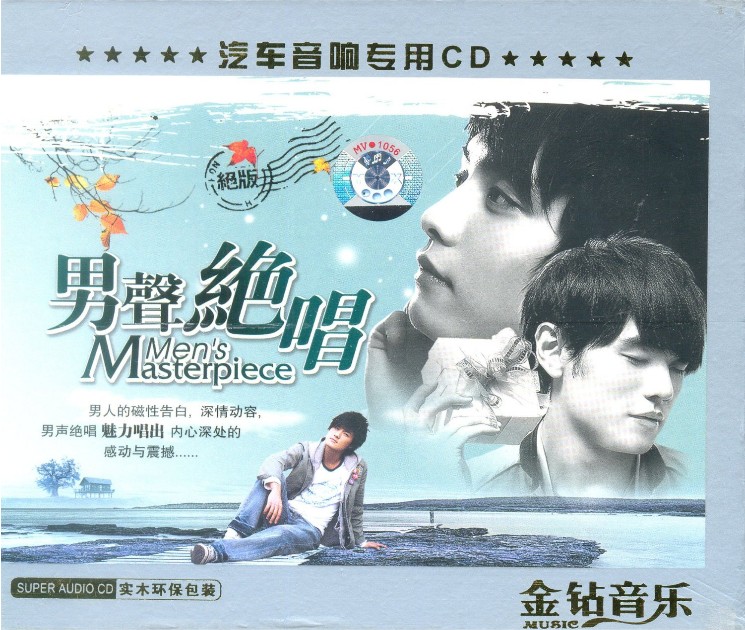 ★★★★★ 汽车音响专用CD ★★★★★
絕版
MV●1056
男聲絕唱
Men's
Masterpiece
男人的磁性告白，深情动容，
男声绝唱 魅力唱出 内心深处的
感动与震撼......
SUPER AUDIO CD 实木环保包装
金钻音乐
MUSIC